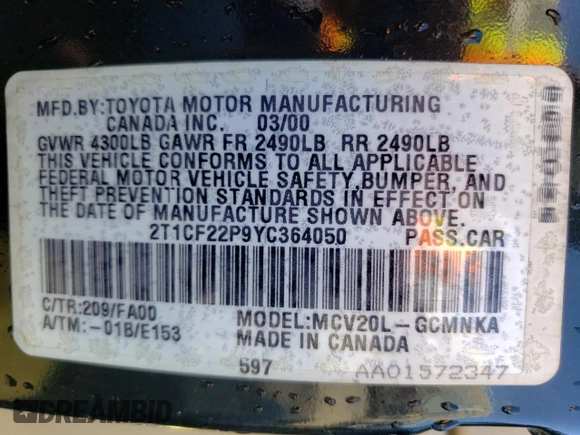 MFD.BY:TOYOTA MOTOR MANUFACTURING
CANADA INC. 03/00
GVWR 4300LB GAWR FR 2490LB RR 2490LB
THIS VEHICLE CONFORMS TO ALL APPLICABLE
FEDERAL MOTOR VEHICLE SAFETY,BUMPER, AND
THEFT PREVENTION STANDARDS IN EFFECT ON
THE DATE OF MANUFACTURE SHOWN ABOVE.
2T1CF22P9YC364050 PASS.CAR
C/TR:209/FA00 MODEL:MCV20L-GCMNKA
A/TM:-01B/E153 MADE IN CANADA
597 AA01572347
DREAMBID